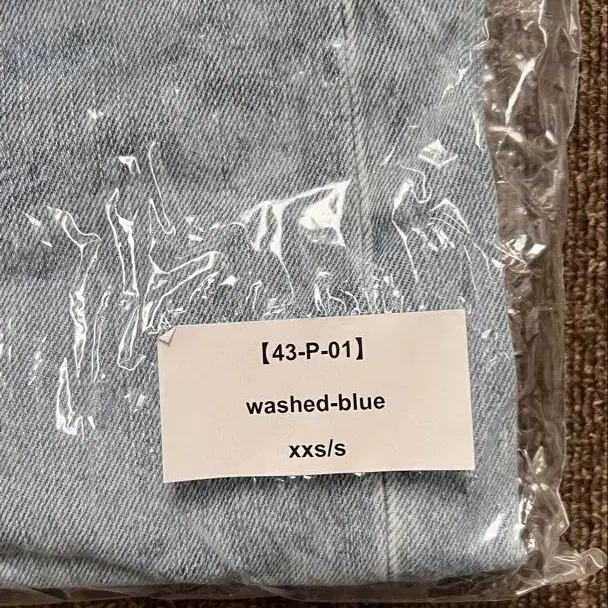 【43-P-01】
washed-blue
xxs/s